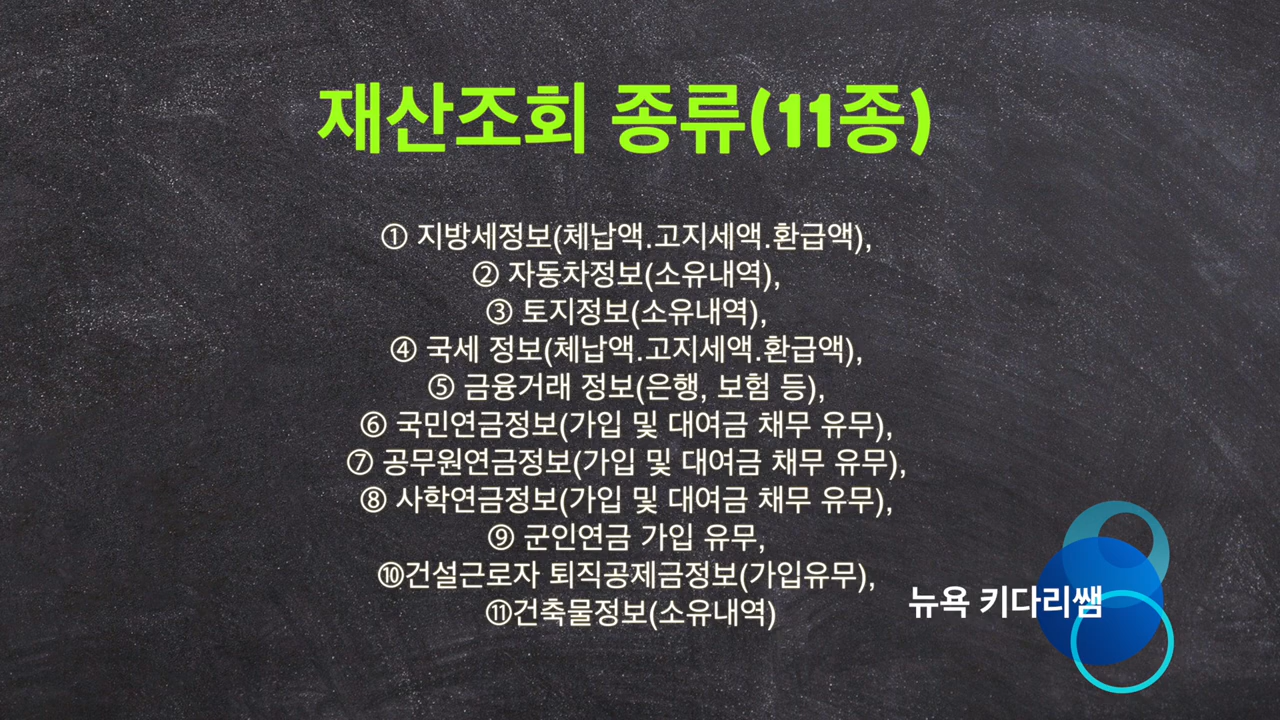 재산조회 종류(11종)
① 지방세정보(체납액.고지세액.환급액),
② 자동차정보(소유내역),
③ 토지정보(소유내역),
④ 국세 정보(체납액.고지세액.환급액),
⑤ 금융거래 정보(은행, 보험 등),
⑥ 국민연금정보(가입 및 대여금 채무 유무),
⑦ 공무원연금정보(가입 및 대여금 채무 유무),
⑧ 사학연금정보(가입 및 대여금 채무 유무),
⑨ 군인연금 가입 유무,
⑩건설근로자 퇴직공제금정보(가입유무),
⑪건축물정보(소유내역)
뉴욕 키다리쌤